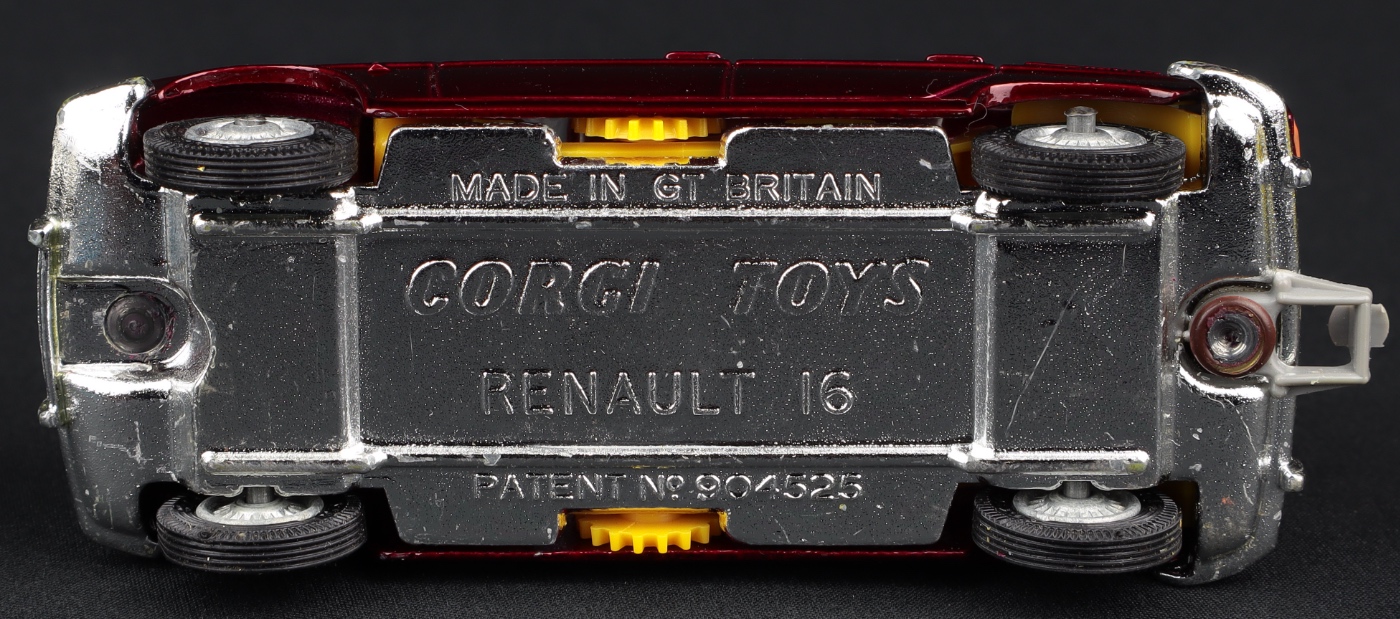 MADE IN GT BRITAIN
CORGI TOYS
RENAULT 16
PATENT Nº 904525